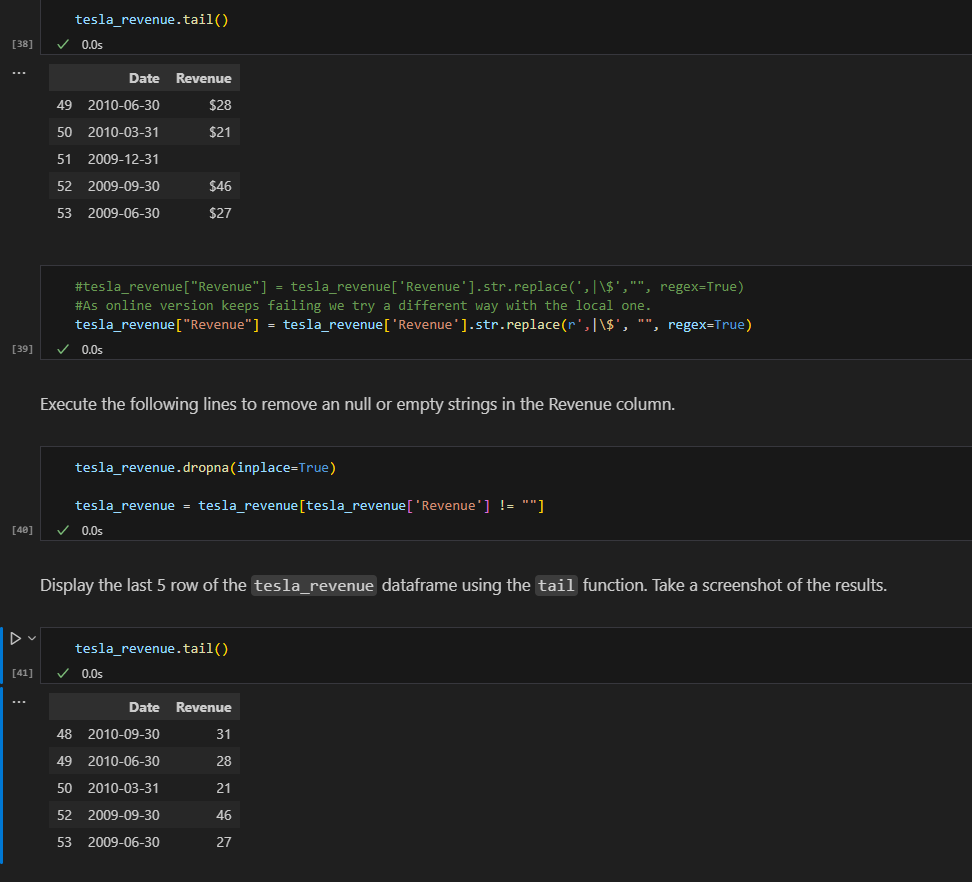 tesla_revenue.tail()
[38] 0.0s
...
Date Revenue
49 2010-06-30 $28
50 2010-03-31 $21
51 2009-12-31
52 2009-09-30 $46
53 2009-06-30 $27
#tesla_revenue["Revenue"] = tesla_revenue['Revenue'].str.replace(',|\$',"", regex=True)
#As online version keeps failing we try a different way with the local one.
tesla_revenue["Revenue"] = tesla_revenue['Revenue'].str.replace(r',|\$', "", regex=True)
[39] 0.0s
Execute the following lines to remove an null or empty strings in the Revenue column.
tesla_revenue.dropna(inplace=True)
tesla_revenue = tesla_revenue[tesla_revenue['Revenue'] != ""]
[40] 0.0s
Display the last 5 row of the tesla_revenue dataframe using the tail function. Take a screenshot of the results.
tesla_revenue.tail()
[41] 0.0s
...
Date Revenue
48 2010-09-30 31
49 2010-06-30 28
50 2010-03-31 21
52 2009-09-30 46
53 2009-06-30 27